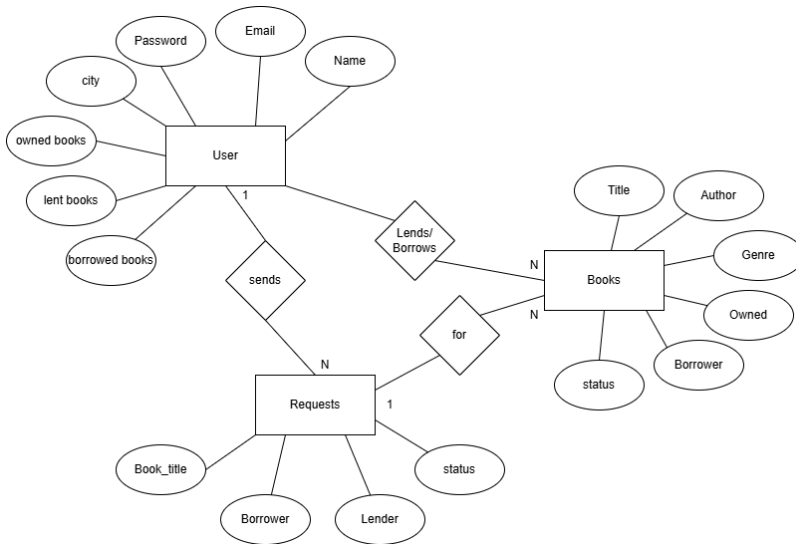 Email
Password
Name
city
owned books
User
lent books
1
borrowed books
Title
Author
Lends/
Borrows
Genre
N
sends
Books
Owned
N
for
N
Borrower
status
Requests
1
Book_title
status
Borrower
Lender